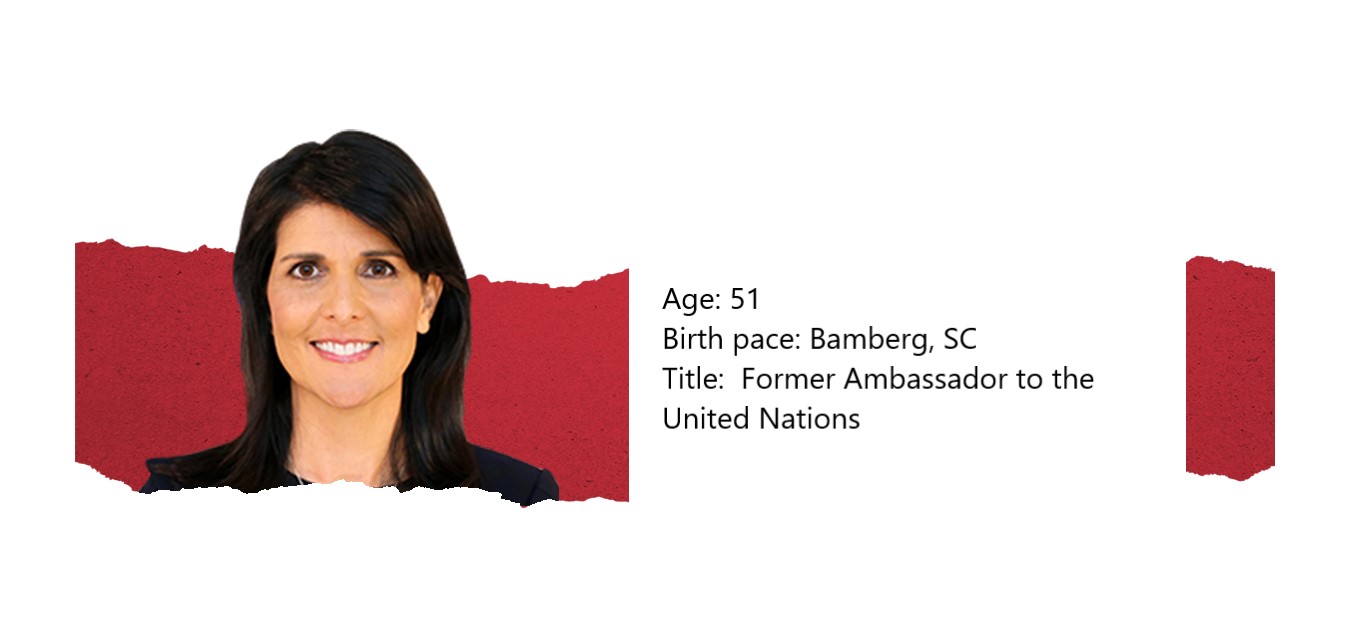 Age: 51
Birth pace: Bamberg, SC
Title:  Former Ambassador to the
United Nations